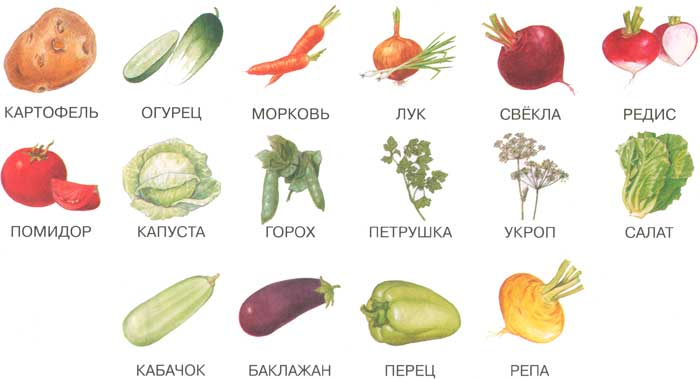 КАРТОФЕЛЬ ОГУРЕЦ МОРКОВЬ ЛУК СВЁКЛА РЕДИС
ПОМИДОР КАПУСТА ГОРОХ ПЕТРУШКА УКРОП САЛАТ
КАБАЧОК БАКЛАЖАН ПЕРЕЦ РЕПА